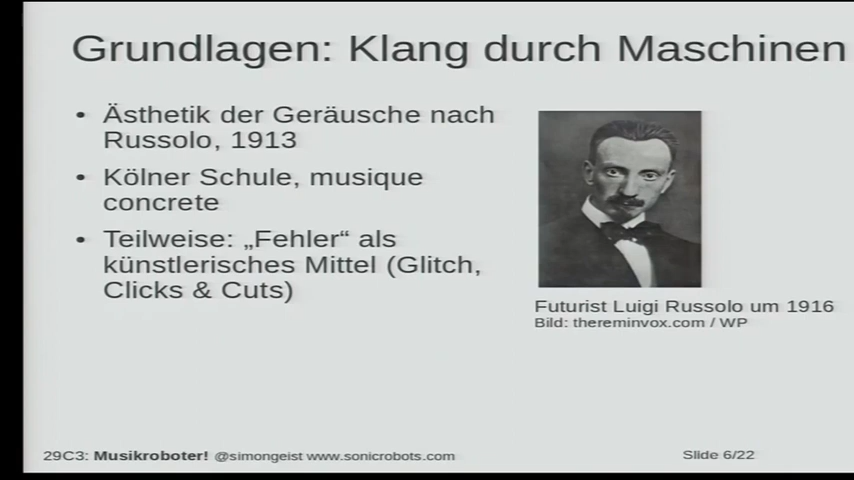 Grundlagen: Klang durch Maschinen
• Ästhetik der Geräusche nach
Russolo, 1913
• Kölner Schule, musique
concrete
• Teilweise: „Fehler“ als
künstlerisches Mittel (Glitch,
Clicks & Cuts)
Futurist Luigi Russolo um 1916
Bild: thereminvox.com / WP
29C3: Musikroboter! @simongeist www.sonicrobots.com
Slide 6/22